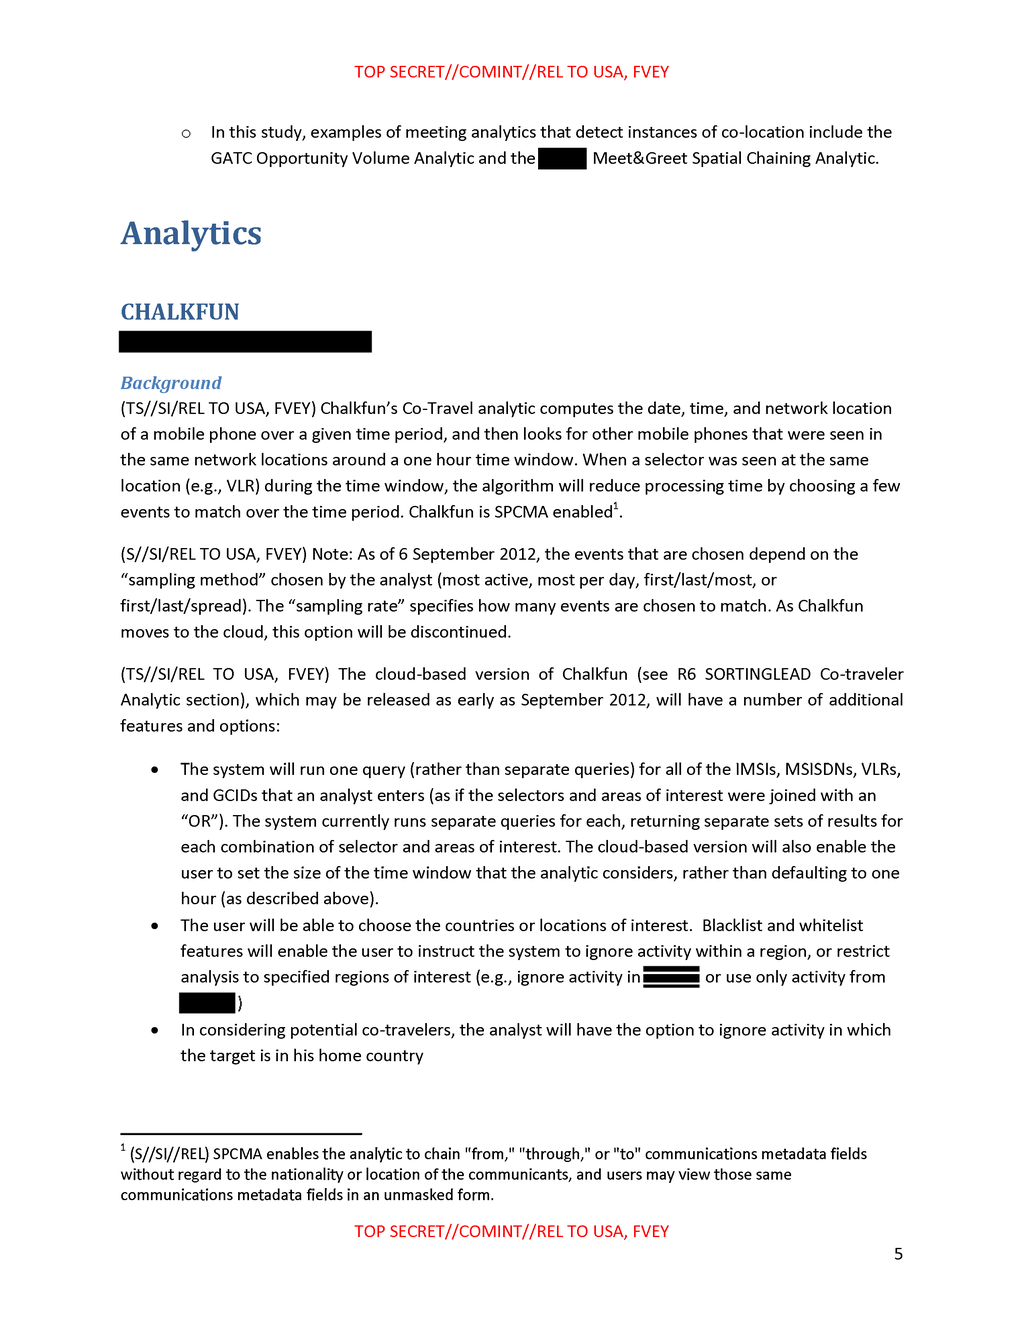 TOP SECRET//COMINT//REL TO USA, FVEY
o In this study, examples of meeting analytics that detect instances of co-location include the
GATC Opportunity Volume Analytic and the Meet&Greet Spatial Chaining Analytic.
Analytics
CHALKFUN
Background
(TS//SI/REL TO USA, FVEY) Chalkfun’s Co-Travel analytic computes the date, time, and network location
of a mobile phone over a given time period, and then looks for other mobile phones that were seen in
the same network locations around a one hour time window. When a selector was seen at the same
location (e.g., VLR) during the time window, the algorithm will reduce processing time by choosing a few
events to match over the time period. Chalkfun is SPCMA enabled1.
(S//SI/REL TO USA, FVEY) Note: As of 6 September 2012, the events that are chosen depend on the
“sampling method” chosen by the analyst (most active, most per day, first/last/most, or
first/last/spread). The “sampling rate” specifies how many events are chosen to match. As Chalkfun
moves to the cloud, this option will be discontinued.
(TS//SI/REL TO USA, FVEY) The cloud-based version of Chalkfun (see R6 SORTINGLEAD Co-traveler
Analytic section), which may be released as early as September 2012, will have a number of additional
features and options:
• The system will run one query (rather than separate queries) for all of the IMSIs, MSISDNs, VLRs,
and GCIDs that an analyst enters (as if the selectors and areas of interest were joined with an
“OR”). The system currently runs separate queries for each, returning separate sets of results for
each combination of selector and areas of interest. The cloud-based version will also enable the
user to set the size of the time window that the analytic considers, rather than defaulting to one
hour (as described above).
• The user will be able to choose the countries or locations of interest. Blacklist and whitelist
features will enable the user to instruct the system to ignore activity within a region, or restrict
analysis to specified regions of interest (e.g., ignore activity in or use only activity from
)
• In considering potential co-travelers, the analyst will have the option to ignore activity in which
the target is in his home country
1 (S//SI//REL) SPCMA enables the analytic to chain "from," "through," or "to" communications metadata fields
without regard to the nationality or location of the communicants, and users may view those same
communications metadata fields in an unmasked form.
TOP SECRET//COMINT//REL TO USA, FVEY
5